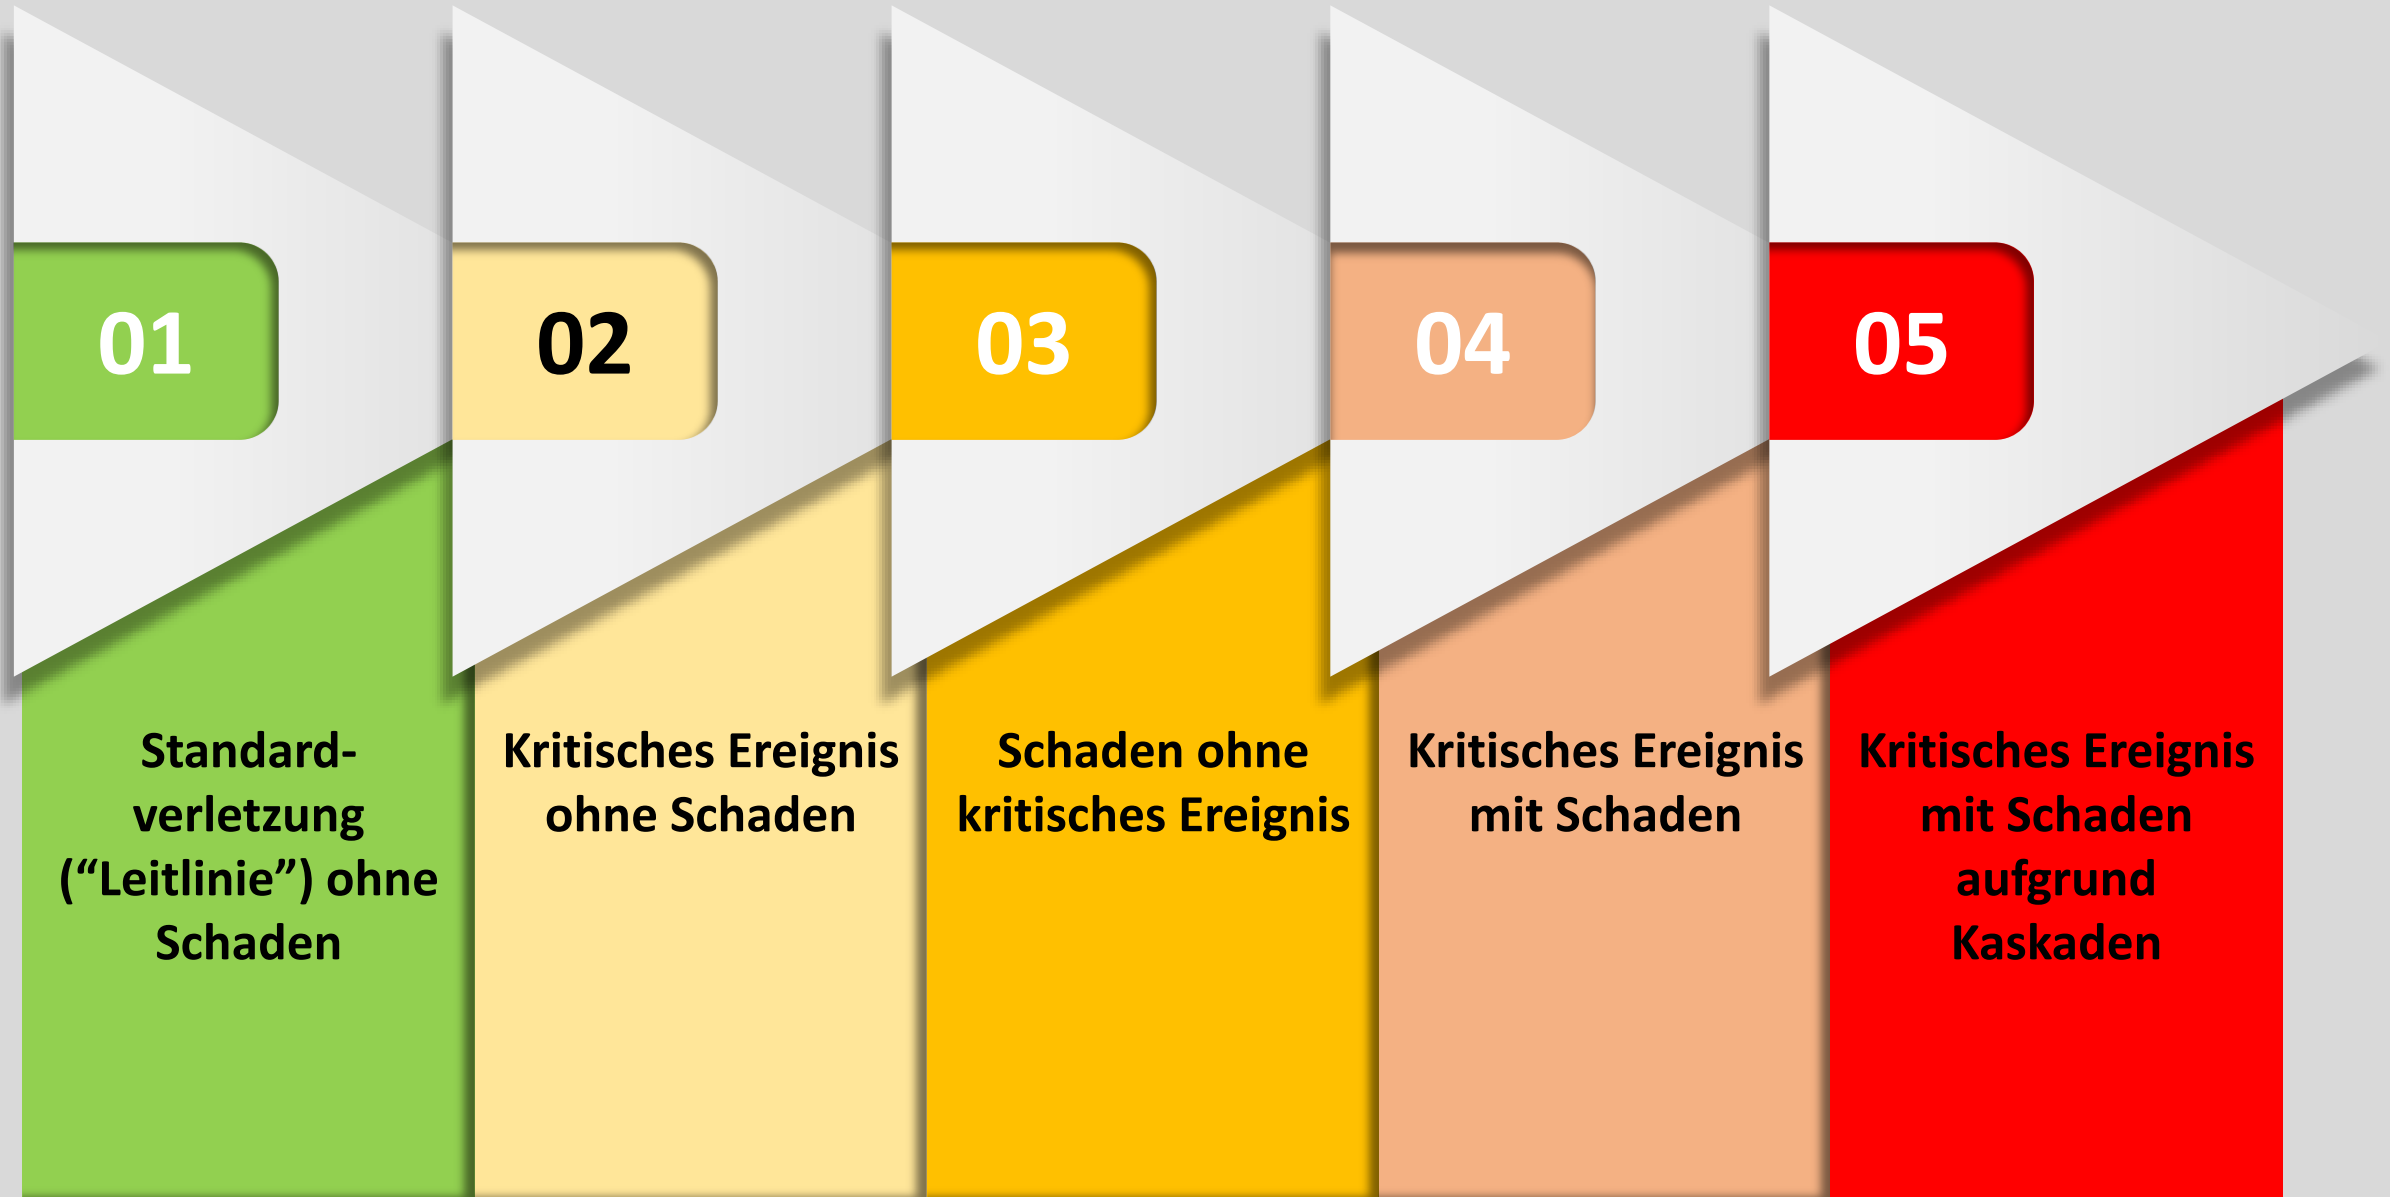 01
02
03
04
05
Standard-
verletzung
(“Leitlinie”) ohne
Schaden
Kritisches Ereignis
ohne Schaden
Schaden ohne
kritisches Ereignis
Kritisches Ereignis
mit Schaden
Kritisches Ereignis
mit Schaden
aufgrund
Kaskaden